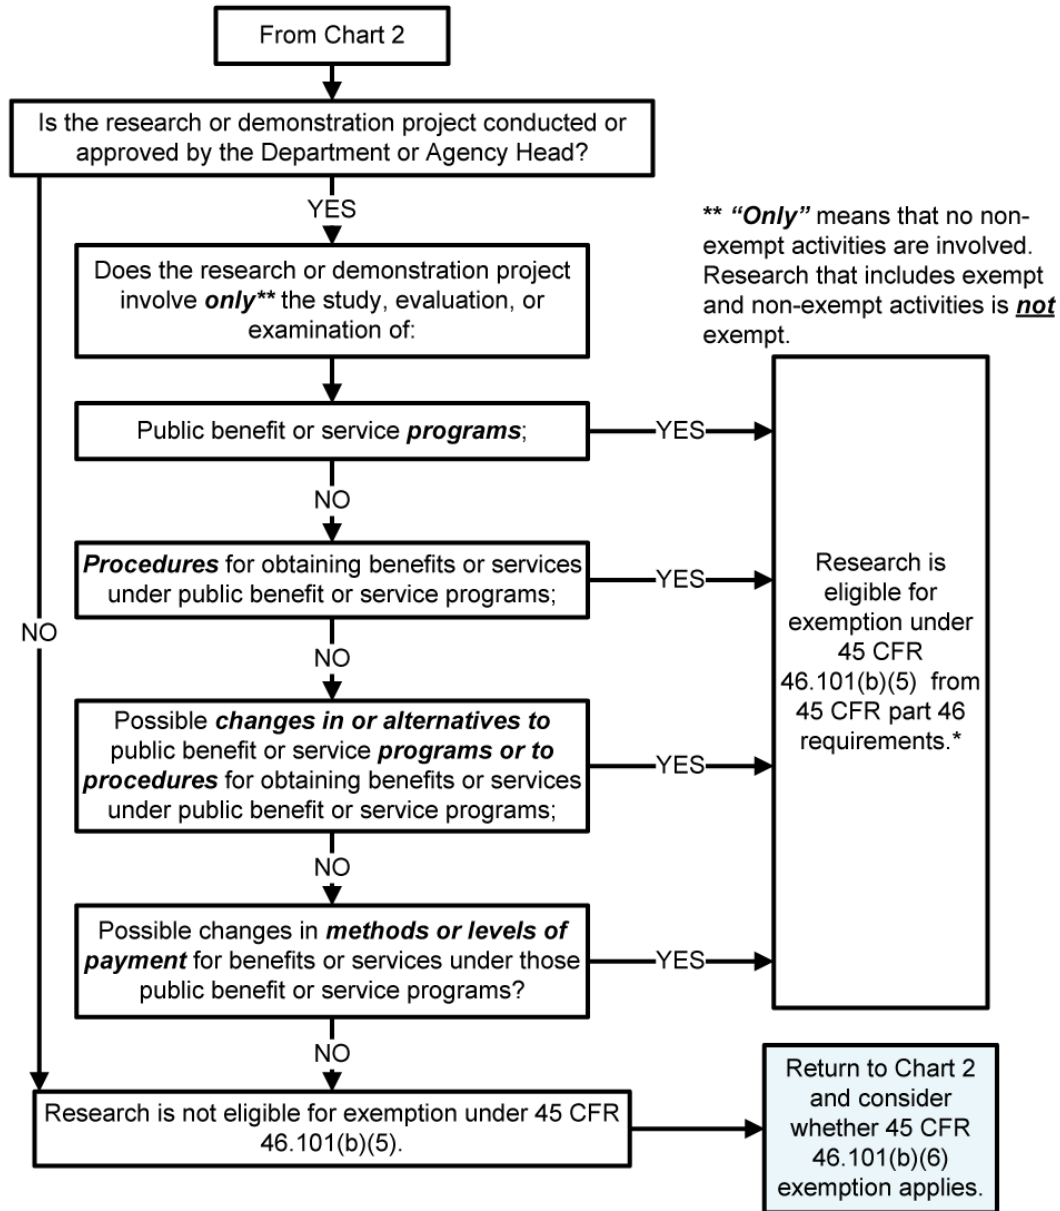 From Chart 2
Is the research or demonstration project conducted or
approved by the Department or Agency Head?
YES
** “Only” means that no non-
exempt activities are involved.
Research that includes exempt
and non-exempt activities is not
exempt.
Does the research or demonstration project
involve only** the study, evaluation, or
examination of:
Public benefit or service programs;
YES
NO
Procedures for obtaining benefits or services
under public benefit or service programs;
YES
NO
NO
Possible changes in or alternatives to
public benefit or service programs or to
procedures for obtaining benefits or services
under public benefit or service programs;
YES
NO
Possible changes in methods or levels of
payment for benefits or services under those
public benefit or service programs?
YES
NO
Research is
eligible for
exemption under
45 CFR
46.101(b)(5) from
45 CFR part 46
requirements.*
Research is not eligible for exemption under 45 CFR
46.101(b)(5).
Return to Chart 2
and consider
whether 45 CFR
46.101(b)(6)
exemption applies.